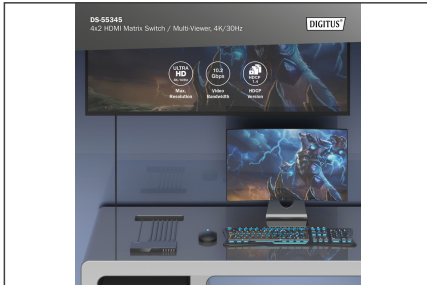 DS-55345
4x2 HDMI Matrix Switch / Multi-Viewer, 4K/30Hz
DIGITUS®
ULTRA
HD
10.2
Gbps
HDCP
1.4
Max.
Resolution
Video
Bandwidth
HDCP
Version